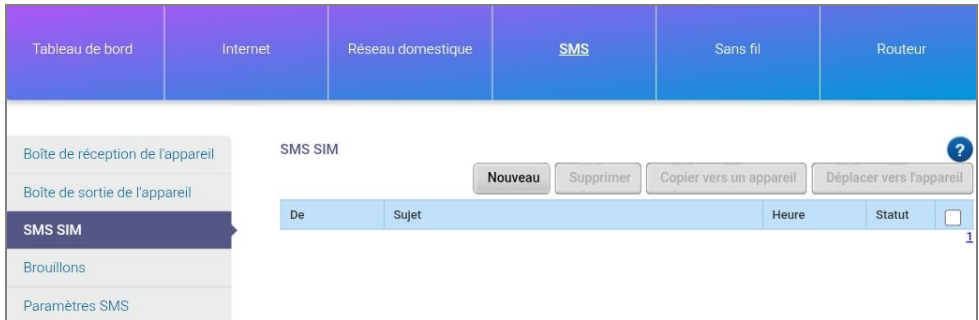 Tableau de bord Internet Réseau domestique SMS Sans fil Routeur
Boîte de réception de l'appareil
Boîte de sortie de l'appareil
SMS SIM
Brouillons
Paramètres SMS
SMS SIM ?
Nouveau Supprimer Copier vers un appareil Déplacer vers l'appareil
De Sujet Heure Statut
1